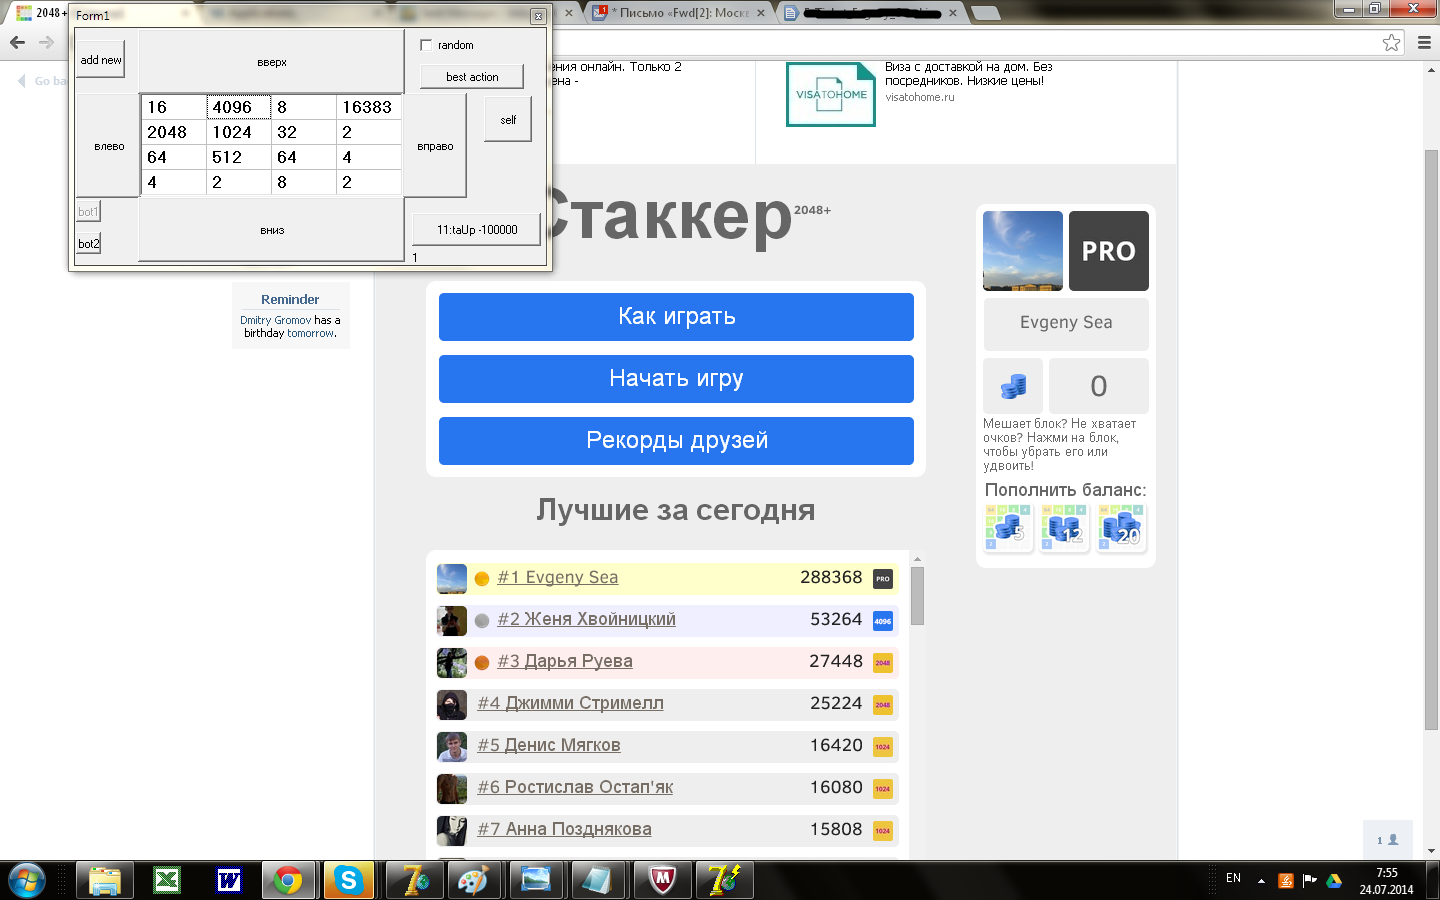 2048+
Form1
* Письмо «Fwd[2]: Моск
add new
вверх
random
best action
16 4096 8 16383
2048 1024 32 2
64 512 64 4
4 2 8 2
влево
вправо
self
bot1
bot2
вниз
11:taUp -100000
1
Go ba
ения онлайн. Только 2
ена -
VISATOHOME
Виза с доставкой на дом. Без
посредников. Низкие цены!
visatohome.ru
Стаккер 2048+
Reminder
Dmitry Gromov has a
birthday tomorrow.
Как играть
Начать игру
Рекорды друзей
PRO
Evgeny Sea
0
Мешает блок? Не хватает
очков? Нажми на блок,
чтобы убрать его или
удвоить!
Пополнить баланс:
5 12 20
Лучшие за сегодня
#1 Evgeny Sea 288368 PRO
#2 Женя Хвойницкий 53264 4096
#3 Дарья Руева 27448 2048
#4 Джимми Стримелл 25224 2048
#5 Денис Мягков 16420 1024
#6 Ростислав Остап'як 16080 1024
#7 Анна Позднякова 15808 1024
1
EN
7:55
24.07.2014